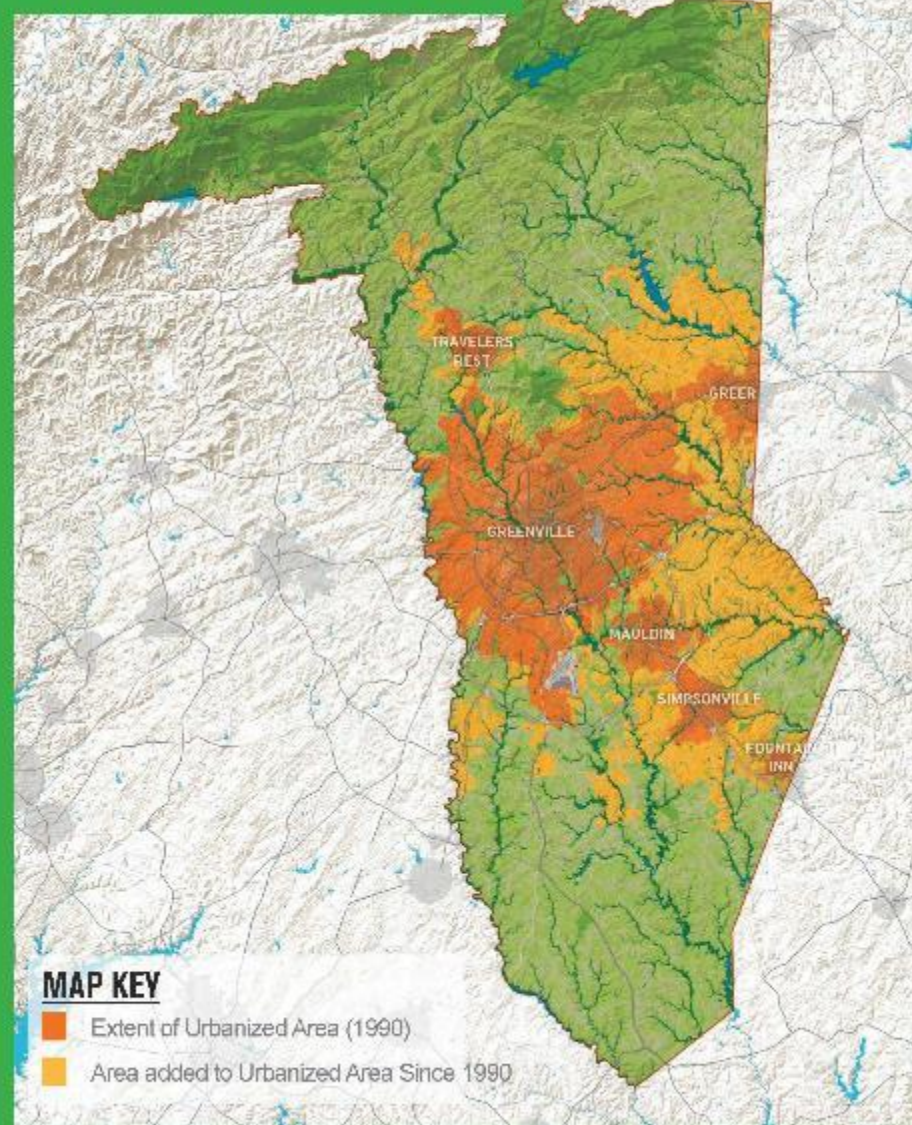 TRAVELERS
REST
GREER
GREENVILLE
MAULDIN
SIMPSONVILLE
FOUNTAIN
INN
MAP KEY
Extent of Urbanized Area (1990)
Area added to Urbanized Area Since 1990